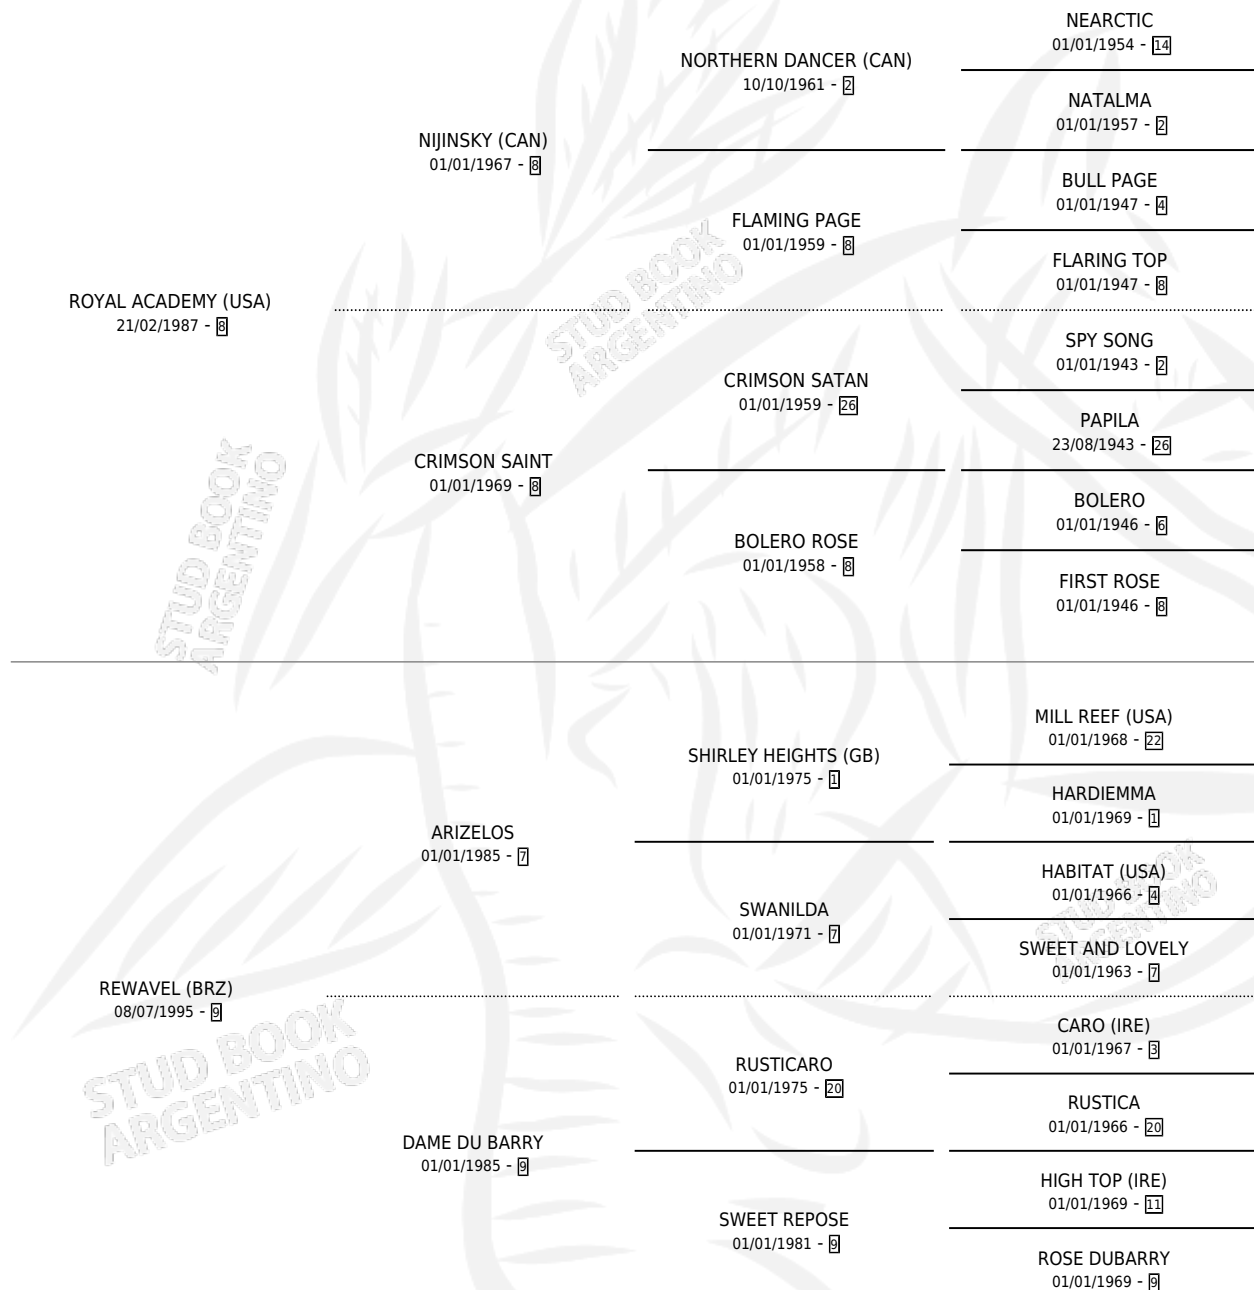 NEARCTIC
01/01/1954 - 14
NORTHERN DANCER (CAN)
10/10/1961 - 2
NATALMA
01/01/1957 - 2
NIJINSKY (CAN)
01/01/1967 - 8
BULL PAGE
01/01/1947 - 4
FLAMING PAGE
01/01/1959 - 8
FLARING TOP
01/01/1947 - 8
ROYAL ACADEMY (USA)
21/02/1987 - 8
SPY SONG
01/01/1943 - 2
CRIMSON SATAN
01/01/1959 - 26
PAPILA
23/08/1943 - 26
CRIMSON SAINT
01/01/1969 - 8
BOLERO
01/01/1946 - 6
BOLERO ROSE
01/01/1958 - 8
FIRST ROSE
01/01/1946 - 8
MILL REEF (USA)
01/01/1968 - 22
SHIRLEY HEIGHTS (GB)
01/01/1975 - 1
HARDIEMMA
01/01/1969 - 1
ARIZELOS
01/01/1985 - 7
HABITAT (USA)
01/01/1966 - 4
SWANILDA
01/01/1971 - 7
SWEET AND LOVELY
01/01/1963 - 7
REWAVEL (BRZ)
08/07/1995 - 9
CARO (IRE)
01/01/1967 - 3
RUSTICARO
01/01/1975 - 20
RUSTICA
01/01/1966 - 20
DAME DU BARRY
01/01/1985 - 9
HIGH TOP (IRE)
01/01/1969 - 11
SWEET REPOSE
01/01/1981 - 9
ROSE DUBARRY
01/01/1969 - 9
STUD BOOK
ARGENTINO
STUD BOOK
ARGENTINO
STUD BOOK
ARGENTINO
STUD BOOK
ARGENTINO